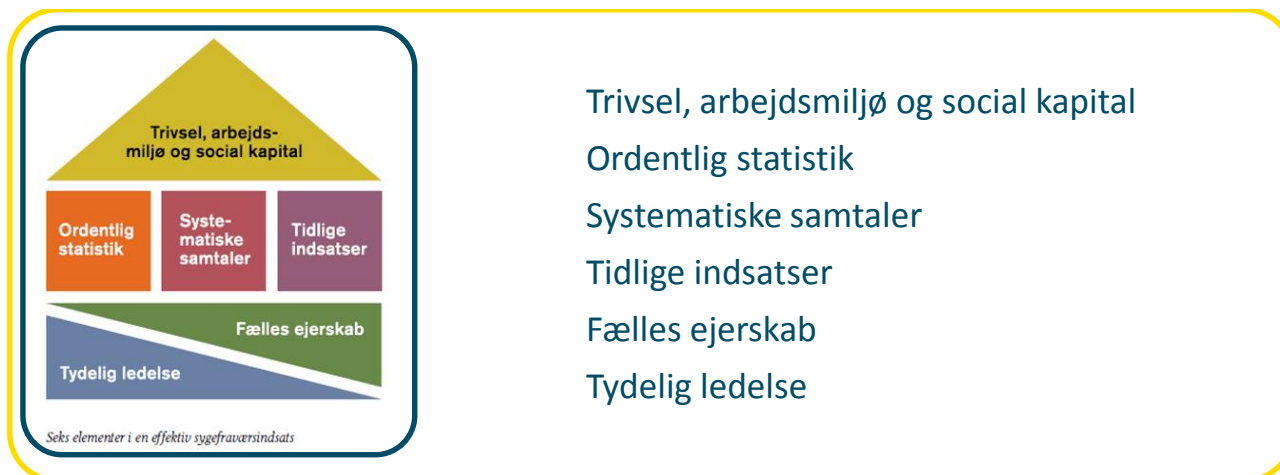 Trivsel, arbejds-
miljø og social kapital
Ordentlig
statistik
Syste-
matiske
samtaler
Tidlige
indsatser
Fælles ejerskab
Tydelig ledelse
Seks elementer i en effektiv sygefraværsindsats
Trivsel, arbejdsmiljø og social kapital
Ordentlig statistik
Systematiske samtaler
Tidlige indsatser
Fælles ejerskab
Tydelig ledelse